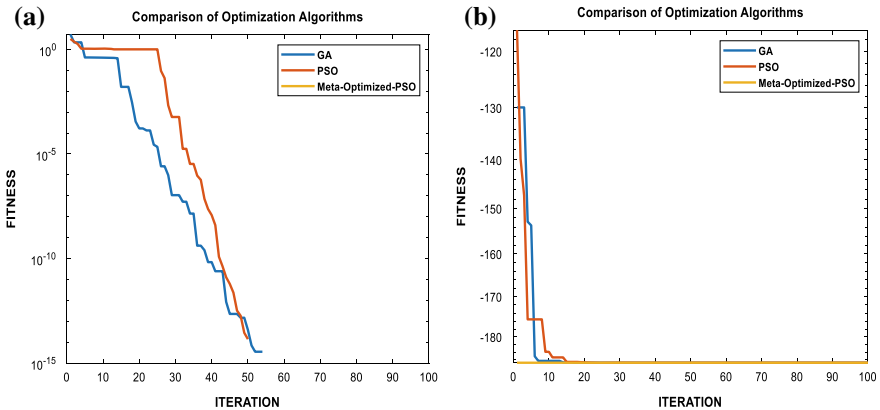 (a)
Comparison of Optimization Algorithms
GA
PSO
Meta-Optimized-PSO
10^0
10^-5
10^-10
10^-15
FITNESS
0 10 20 30 40 50 60 70 80 90 100
ITERATION
(b)
Comparison of Optimization Algorithms
GA
PSO
Meta-Optimized-PSO
-120
-130
-140
-150
-160
-170
-180
FITNESS
0 10 20 30 40 50 60 70 80 90 100
ITERATION